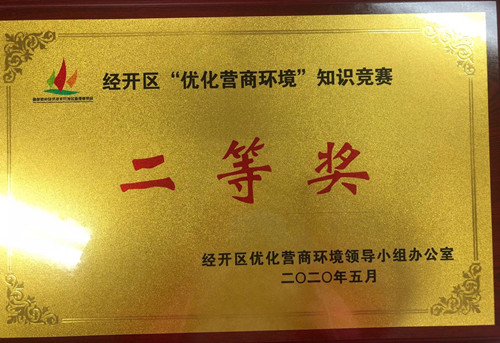 经开区“优化营商环境”知识竞赛
二等奖
经开区优化营商环境领导小组办公室
二〇二〇年五月